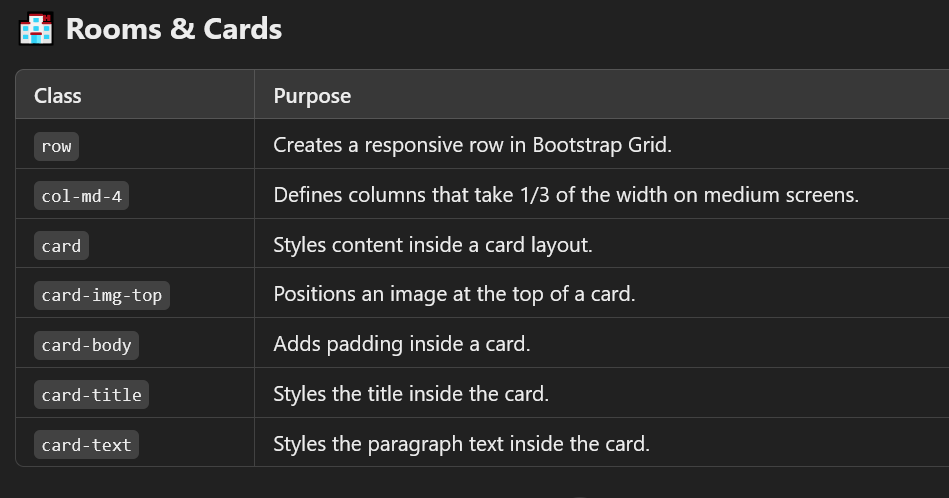 Rooms & Cards
Class Purpose
row Creates a responsive row in Bootstrap Grid.
col-md-4 Defines columns that take 1/3 of the width on medium screens.
card Styles content inside a card layout.
card-img-top Positions an image at the top of a card.
card-body Adds padding inside a card.
card-title Styles the title inside the card.
card-text Styles the paragraph text inside the card.